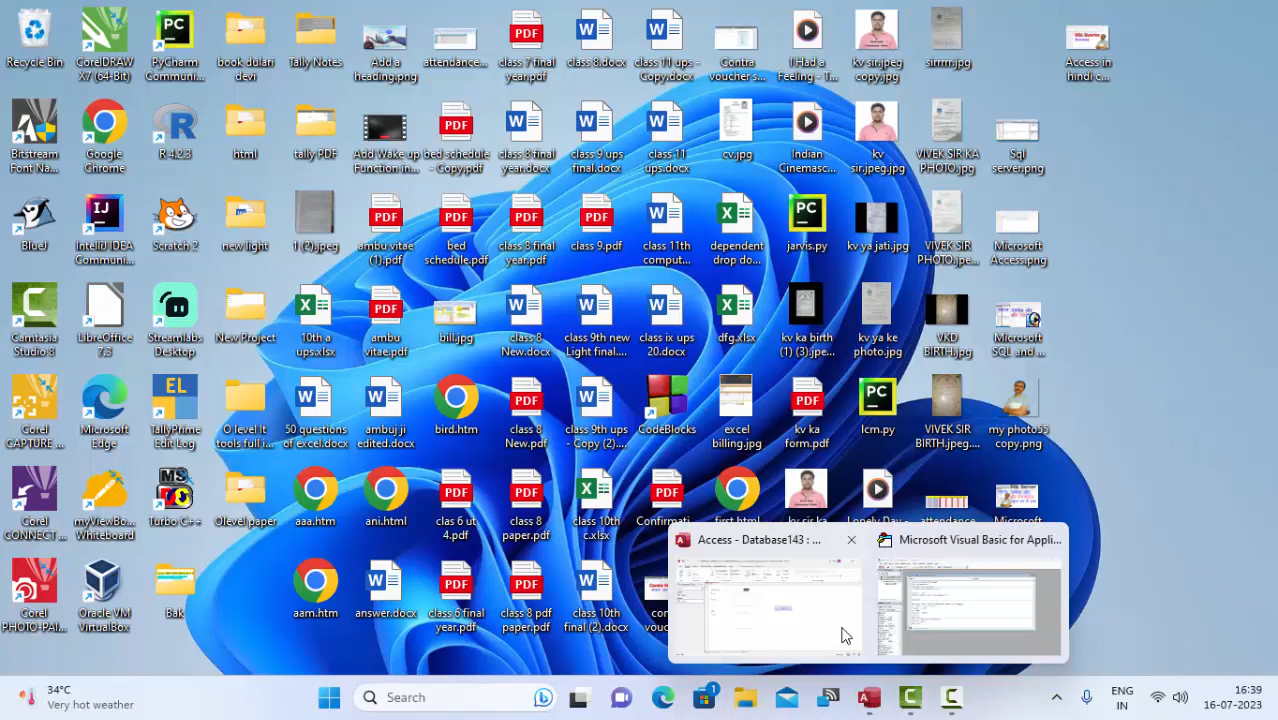 Recycle Bin
CorelDRAW
X7 (64-Bit)
PyCharm
Communi...
book dulari
devi
Tally Notes
Add a
heading.png
attendance...
class 7 final
year.pdf
class 8.docx
class 11 ups -
Copy.docx
Contra
voucher s...
I Had a
Feeling - T...
kv sir.jpeg
copy.jpg
sirrrrr.jpg
Access in
hindi c...
Bitstream
Font Na...
Google
Chrome
R 4.2.3
html
tally PDF
Add Wake up
Function in...
bed schedule
- Copy.pdf
class 8 final
year.docx
class 9 ups
final.docx
class 11
ups.docx
cv.jpg
Indian
Cinemasc...
kv
sir.jpeg.jpg
VIVEK SIR KA
PHOTO.jpg
Sql
server.png
BlueJ
IntelliJ IDEA
Communi...
Scratch 2
new light
1 (2).jpeg
ambu vitae
(1).pdf
bed
schedule.pdf
class 8 final
year.pdf
class 9.pdf
class 11th
comput...
dependent
drop do...
jarvis.py
kv ya jati.jpg
VIVEK SIR
PHOTO.jpe...
Microsoft
Access.png
Camtasia
Studio 8
LibreOffice
7.3
Streamlabs
Desktop
New Project
10th a
ups.xlsx
ambu
vitae.pdf
bill.jpg
class 8
New.docx
class 9th new
Light final....
class ix ups
20.docx
dfg.xlsx
kv ka birth
(1) (3).jpe...
kv ya ke
photo.jpg
VKD
BIRTH.jpg
Microsoft
SQL and ...
Corel
CAPTURE ...
Microsoft
Edge
TallyPrime
Edit Log
O level It
tools full i...
50 questions
of excel.docx
ambuj ji
edited.docx
bird.htm
class 8
New.pdf
class 9th ups
- Copy (2)....
CodeBlocks
excel
billing.jpg
kv ka
form.pdf
lcm.py
VIVEK SIR
BIRTH.jpeg....
my photo55
copy.png
Corel
CONNECT ...
myViewBo...
Whiteboard
Turbo C++
Olevel paper
aaa.htm
ani.html
clas 6 ut
4.pdf
class 8
paper.pdf
class 10th
c.xlsx
Confirmati...
first.html
kv sir ka
Lonely Day -
attendance
Microsoft
Access - Database143 : ...
Microsoft Visual Basic for Appli...
Corel
PHOTO-PAI...
Oracle VM
VirtualBox
Bak
aam.htm
answer.docx
class 6 final
year.pdf
class 8 pdf
paper.pdf
class 10th
final (2).docx
34°C
Very hot weather
Search
1
ENG
IN
16:39
16-07-2023